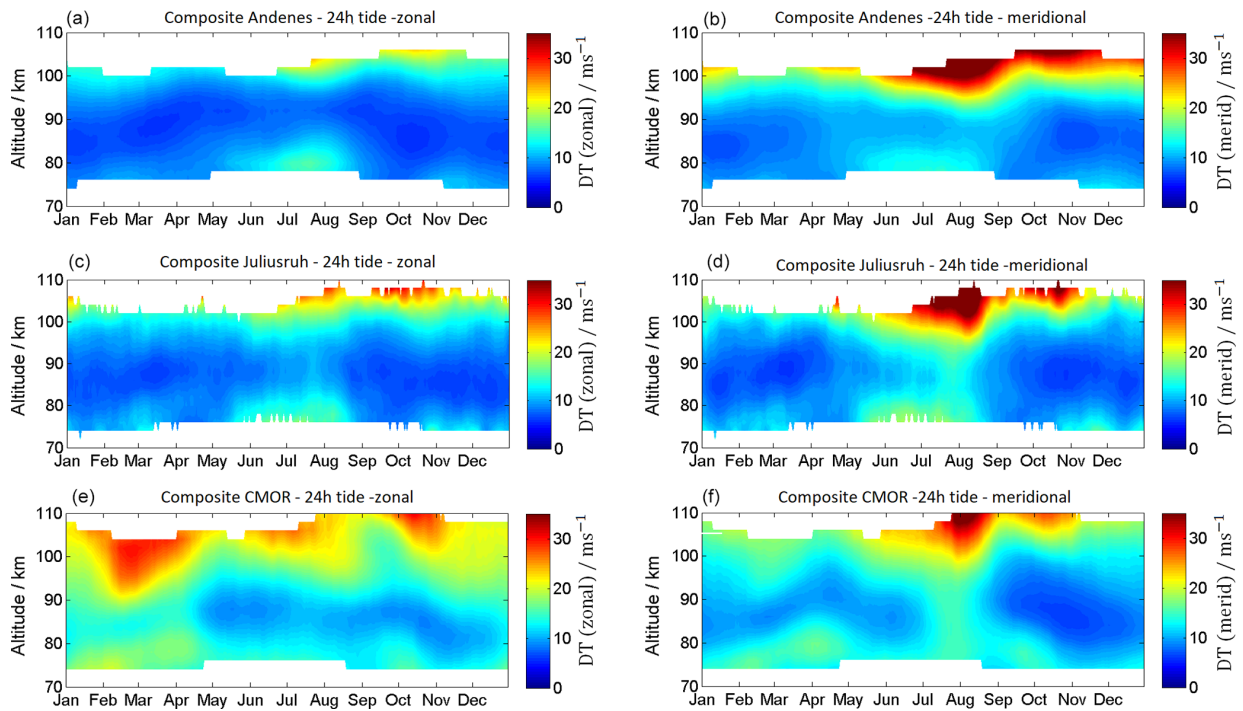 (a) Composite Andenes - 24h tide -zonal
110
100
90
80
70
Altitude / km
Jan Feb Mar Apr May Jun Jul Aug Sep Oct Nov Dec
30
20
10
0
DT (zonal) / ms⁻¹
(b) Composite Andenes -24h tide - meridional
110
100
90
80
70
Altitude / km
Jan Feb Mar Apr May Jun Jul Aug Sep Oct Nov Dec
30
20
10
0
DT (merid) / ms⁻¹
(c) Composite Juliusruh - 24h tide - zonal
110
100
90
80
70
Altitude / km
Jan Feb Mar Apr May Jun Jul Aug Sep Oct Nov Dec
30
20
10
0
DT (zonal) / ms⁻¹
(d) Composite Juliusruh - 24h tide -meridional
110
100
90
80
70
Altitude / km
Jan Feb Mar Apr May Jun Jul Aug Sep Oct Nov Dec
30
20
10
0
DT (merid) / ms⁻¹
(e) Composite CMOR - 24h tide -zonal
110
100
90
80
70
Altitude / km
Jan Feb Mar Apr May Jun Jul Aug Sep Oct Nov Dec
30
20
10
0
DT (zonal) / ms⁻¹
(f) Composite CMOR -24h tide - meridional
110
100
90
80
70
Altitude / km
Jan Feb Mar Apr May Jun Jul Aug Sep Oct Nov Dec
30
20
10
0
DT (merid) / ms⁻¹